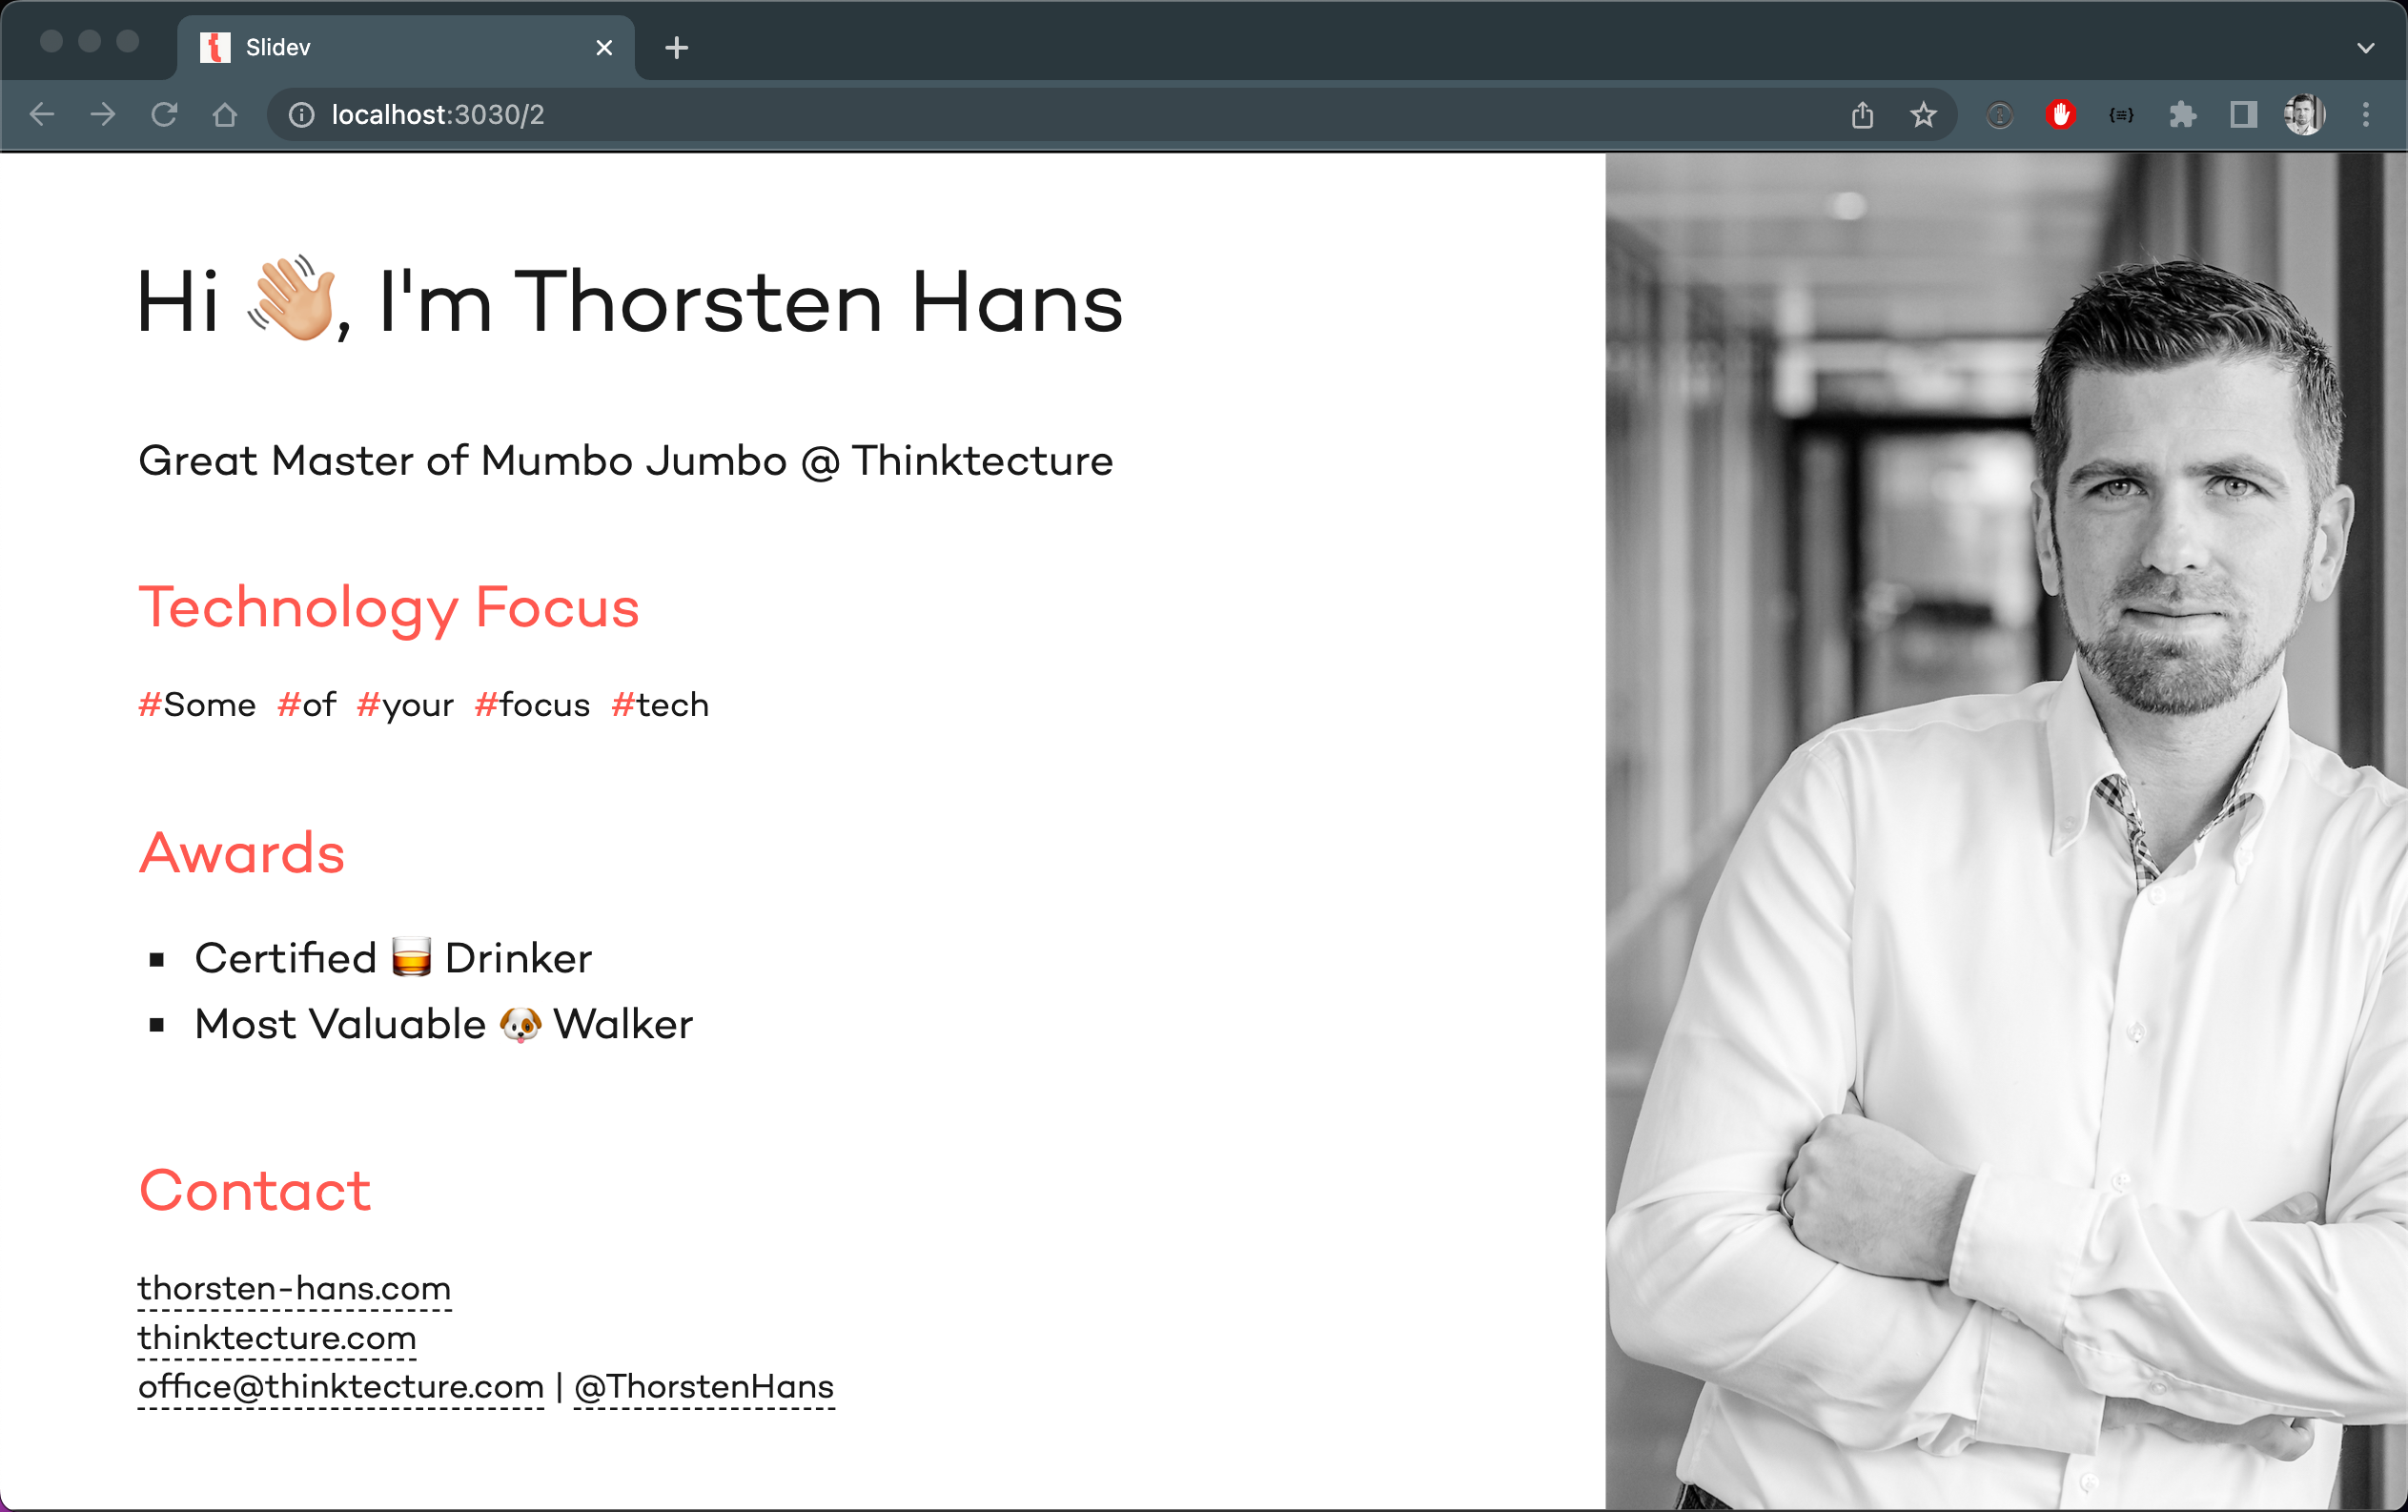 Slidev
localhost:3030/2
Hi 👋🏼, I'm Thorsten Hans
Great Master of Mumbo Jumbo @ Thinktecture
Technology Focus
#Some #of #your #focus #tech
Awards
▪ Certified 🥃 Drinker
▪ Most Valuable 🐶 Walker
Contact
thorsten-hans.com
thinktecture.com
office@thinktecture.com | @ThorstenHans